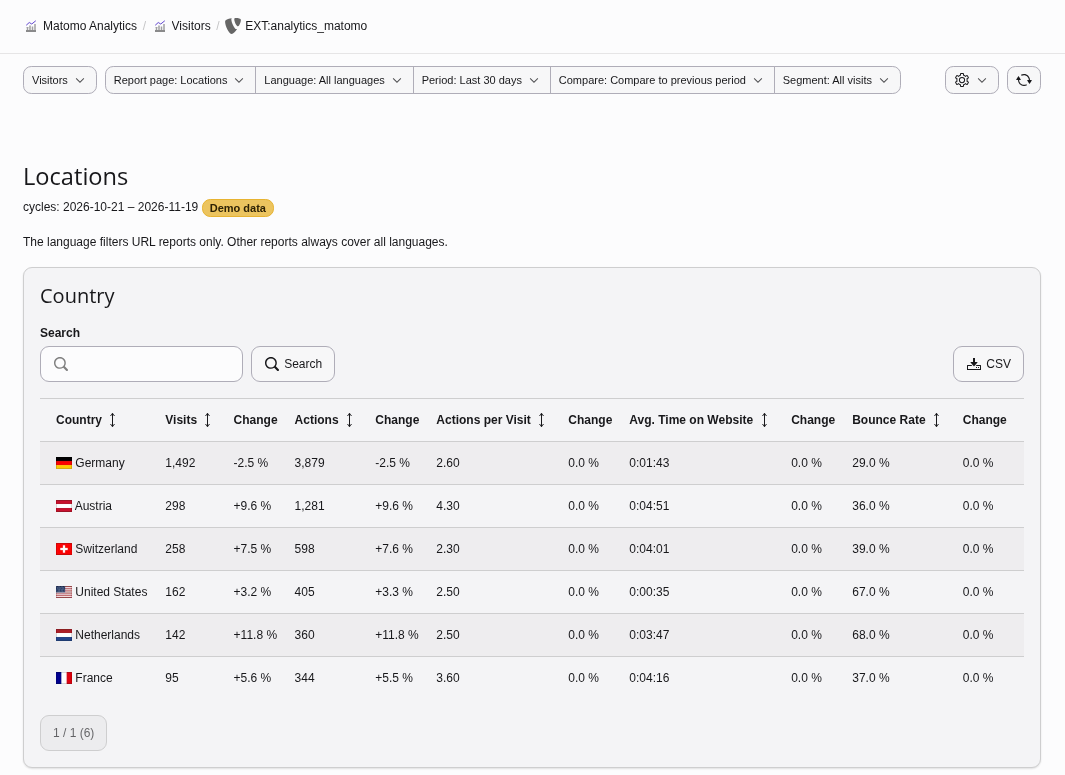 Matomo Analytics / Visitors / EXT:analytics_matomo
Visitors Report page: Locations Language: All languages Period: Last 30 days Compare: Compare to previous period Segment: All visits
Locations
cycles: 2026-10-21 – 2026-11-19 Demo data
The language filters URL reports only. Other reports always cover all languages.
Country
Search
Search CSV
Country Visits Change Actions Change Actions per Visit Change Avg. Time on Website Change Bounce Rate Change
Germany 1,492 -2.5 % 3,879 -2.5 % 2.60 0.0 % 0:01:43 0.0 % 29.0 % 0.0 %
Austria 298 +9.6 % 1,281 +9.6 % 4.30 0.0 % 0:04:51 0.0 % 36.0 % 0.0 %
Switzerland 258 +7.5 % 598 +7.6 % 2.30 0.0 % 0:04:01 0.0 % 39.0 % 0.0 %
United States 162 +3.2 % 405 +3.3 % 2.50 0.0 % 0:00:35 0.0 % 67.0 % 0.0 %
Netherlands 142 +11.8 % 360 +11.8 % 2.50 0.0 % 0:03:47 0.0 % 68.0 % 0.0 %
France 95 +5.6 % 344 +5.5 % 3.60 0.0 % 0:04:16 0.0 % 37.0 % 0.0 %
1 / 1 (6)